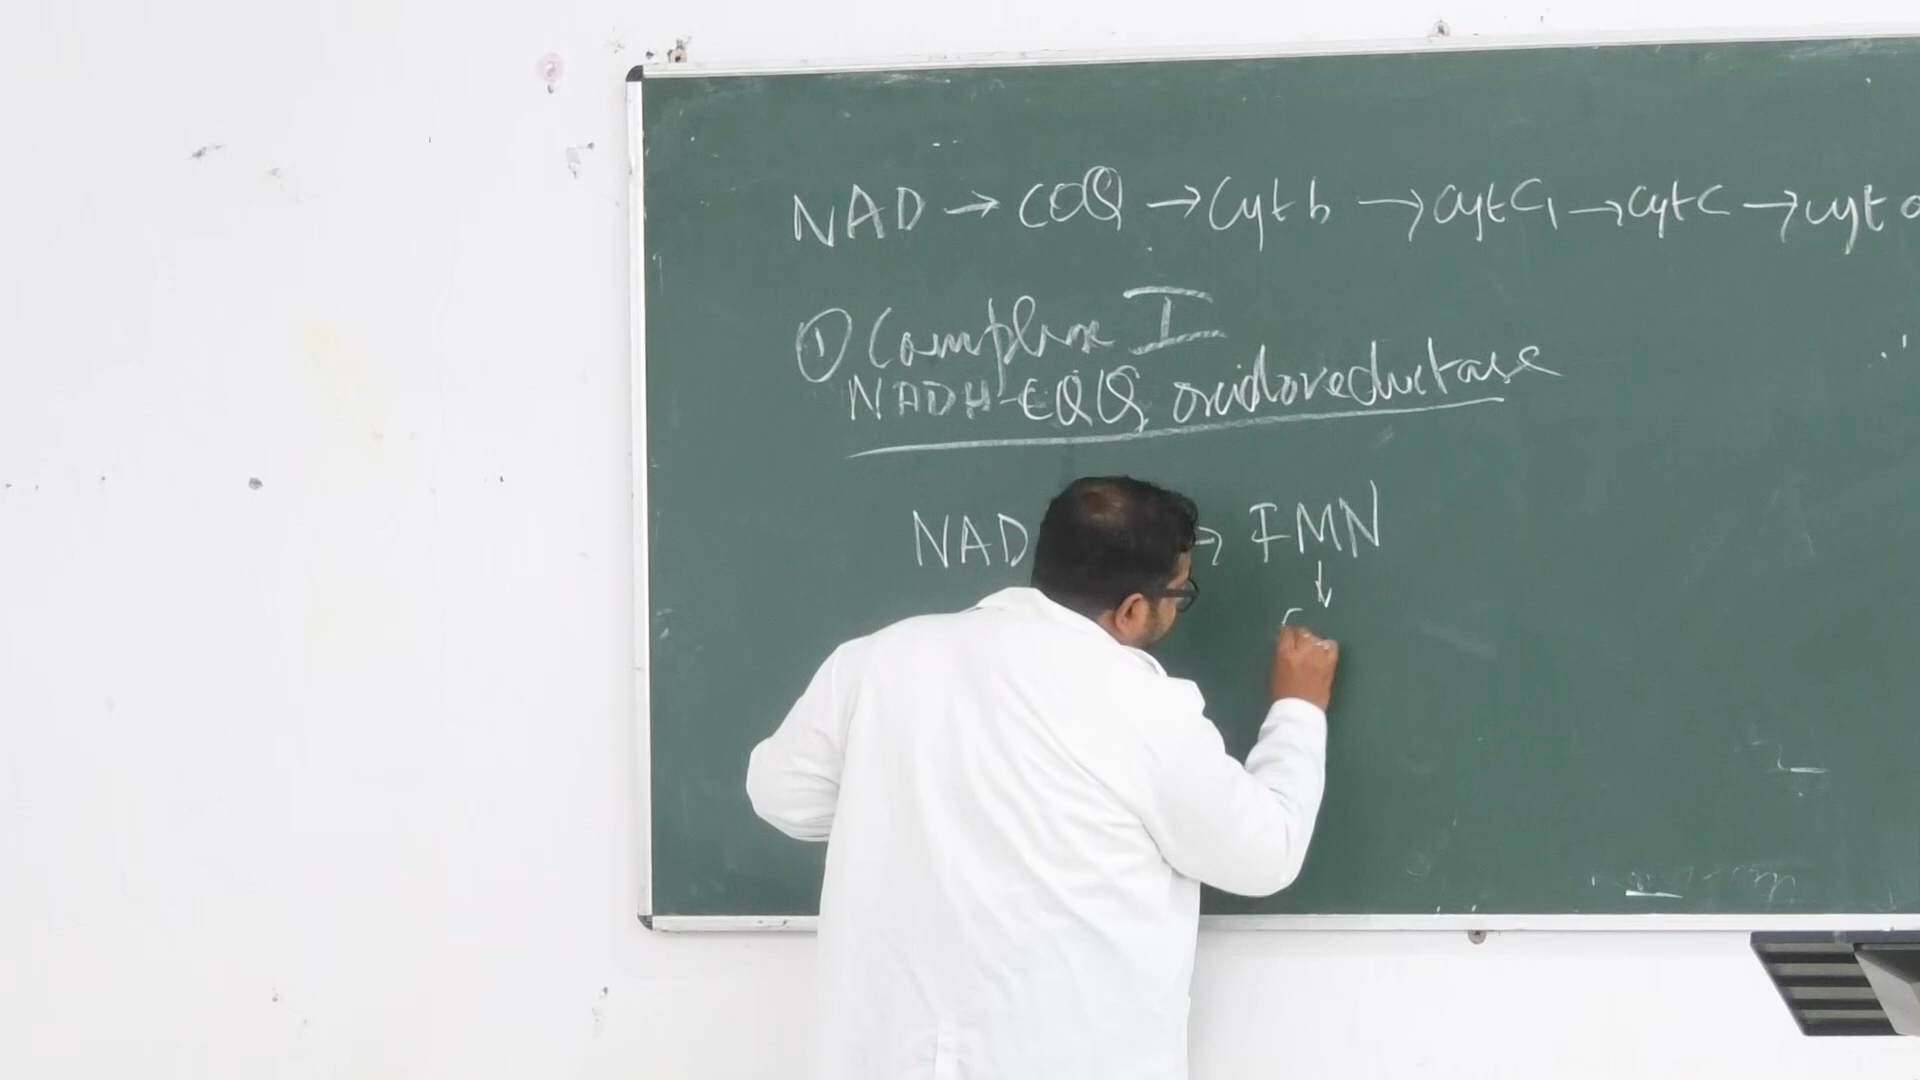 NAD → COQ → Cyt b → Cyt C1 → Cyt C → Cyt a
① Complex I
NADH-COQ oxidoreductase
NAD → FMN
↓